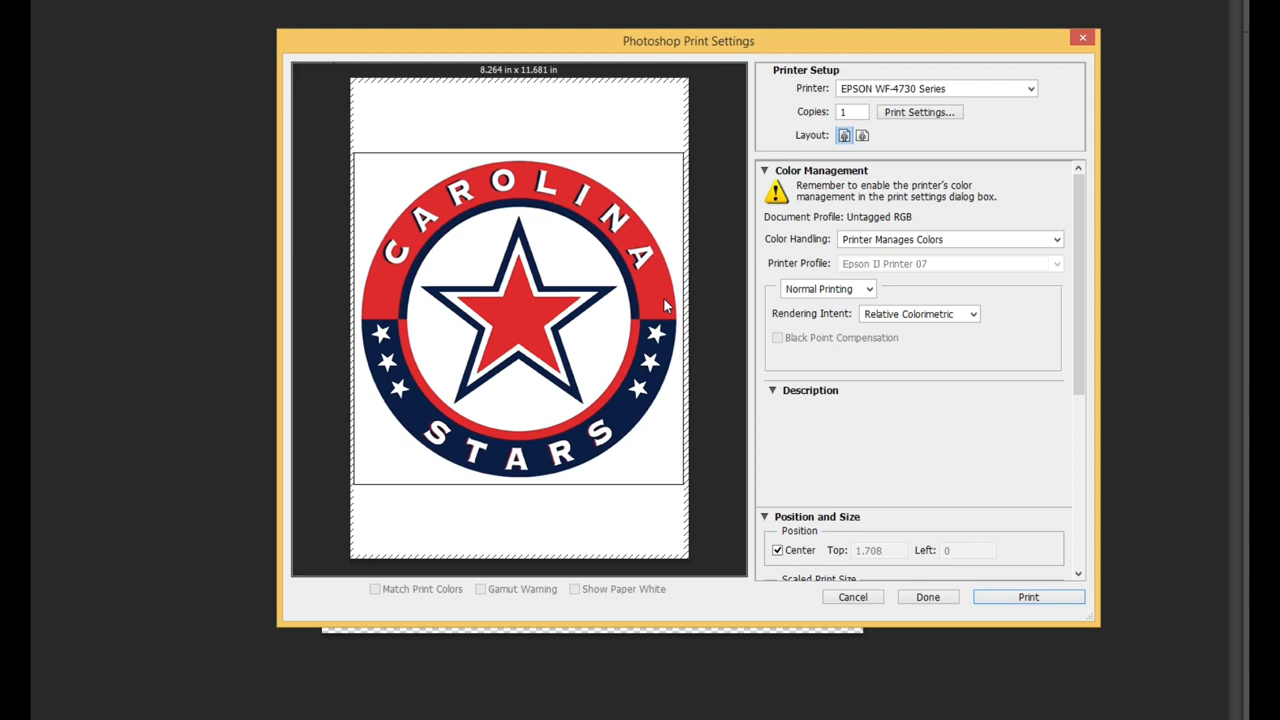 Photoshop Print Settings
8.264 in x 11.681 in
CAROLINA
STARS
Printer Setup
Printer: EPSON WF-4730 Series
Copies: 1 Print Settings...
Layout:
Color Management
Remember to enable the printer's color
management in the print settings dialog box.
Document Profile: Untagged RGB
Color Handling: Printer Manages Colors
Printer Profile: Epson IJ Printer 07
Normal Printing
Rendering Intent: Relative Colorimetric
Black Point Compensation
Description
Position and Size
Position
Center Top: 1.708 Left: 0
Scaled Print Size
Match Print Colors Gamut Warning Show Paper White
Cancel Done Print